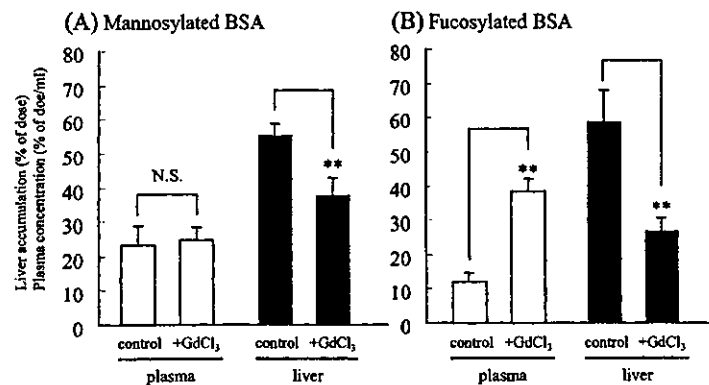 (A) Mannosylated BSA
Liver accumulation (% of dose)
Plasma concentration (% of doe/ml)
80
70
60
50
40
30
20
10
0
N.S.
**
control +GdCl3 control +GdCl3
plasma liver
(B) Fucosylated BSA
80
70
60
50
40
30
20
10
0
**
**
control +GdCl3 control +GdCl3
plasma liver